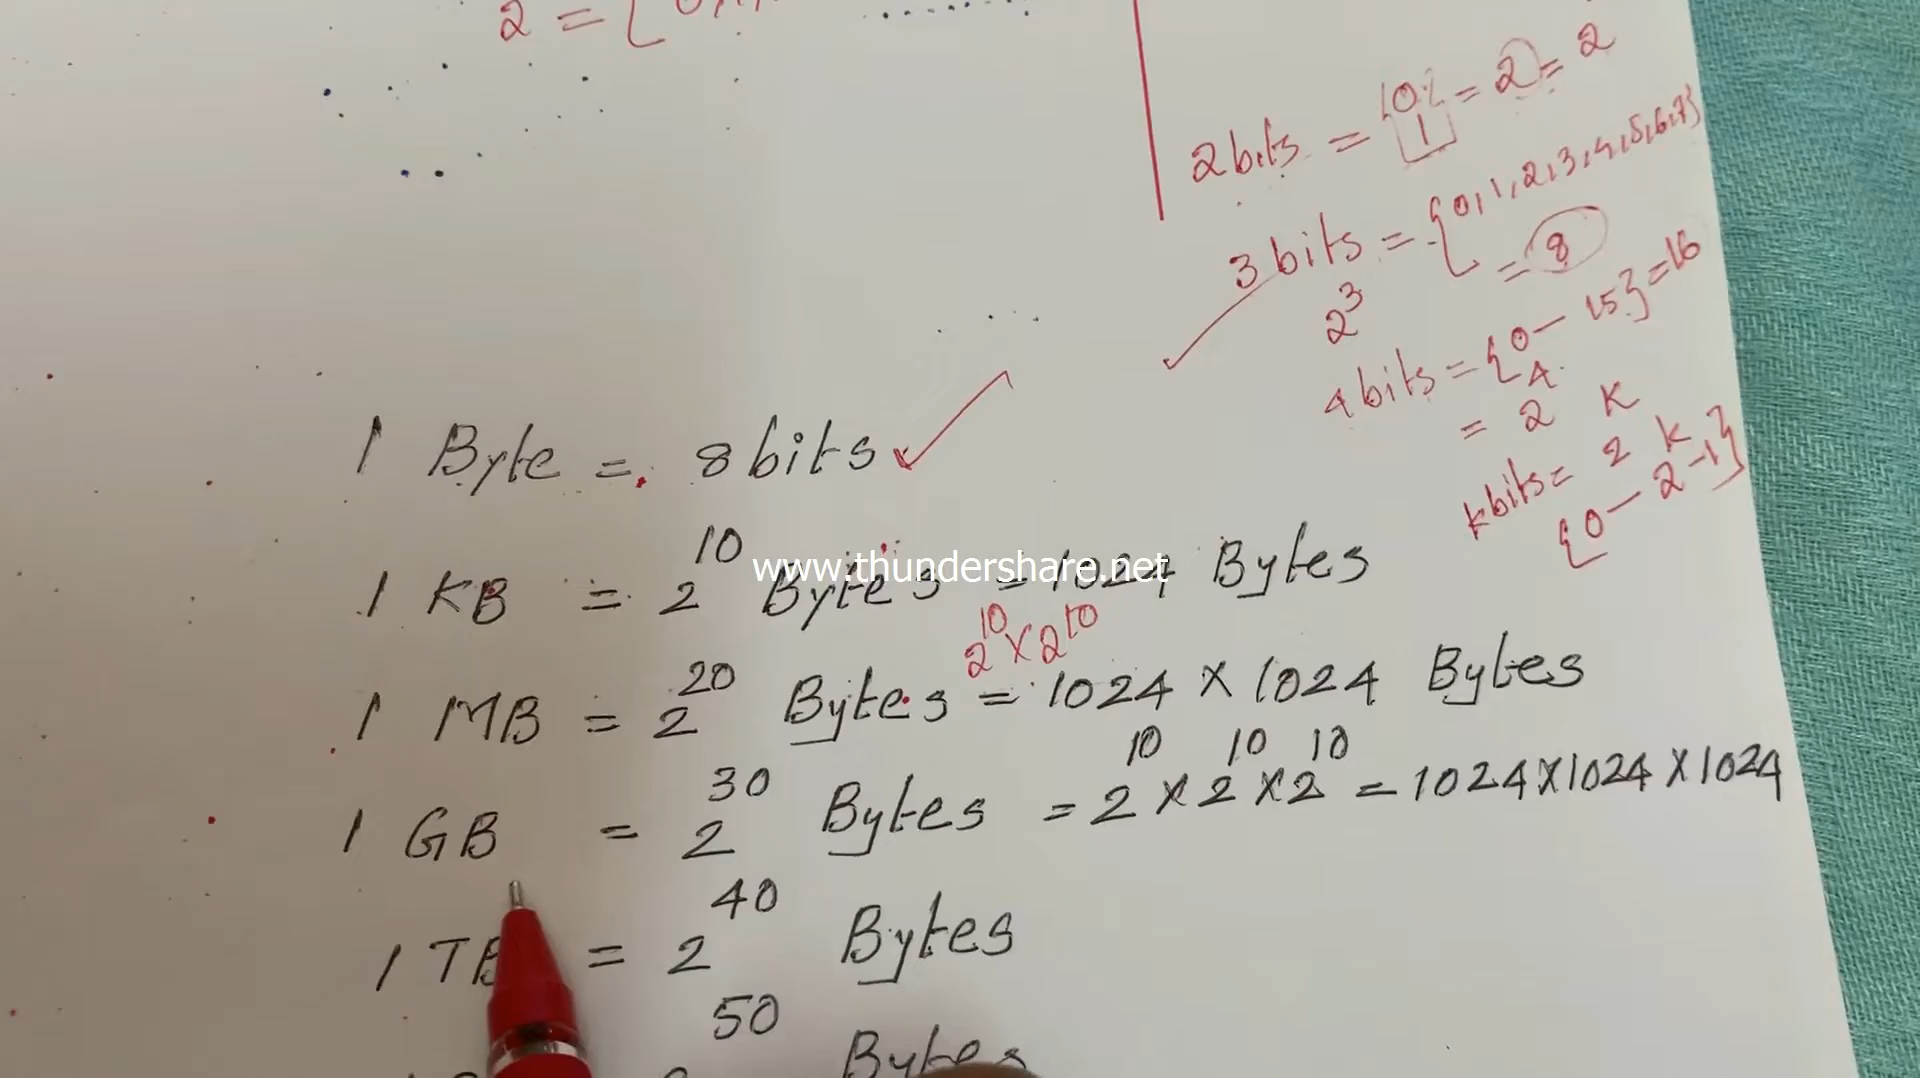 2 =
2 bits = {0, 1} = 2 = 2
3 bits = {0, 1, 2, 3, 4, 5, 6, 7}
2^3 = 8
4 bits = {0 — 15} = 16
= 2^4
k bits = 2^k
{0 — 2^k - 1}
1 Byte = 8 bits
1 KB = 2^10 Bytes = 1024 Bytes
www.thundershare.net
2^10 × 2^10
1 MB = 2^20 Bytes = 1024 × 1024 Bytes
1 GB = 2^30 Bytes = 2^10 × 2^10 × 2^10 = 1024 × 1024 × 1024
1 TB = 2^40 Bytes
50 Bytes